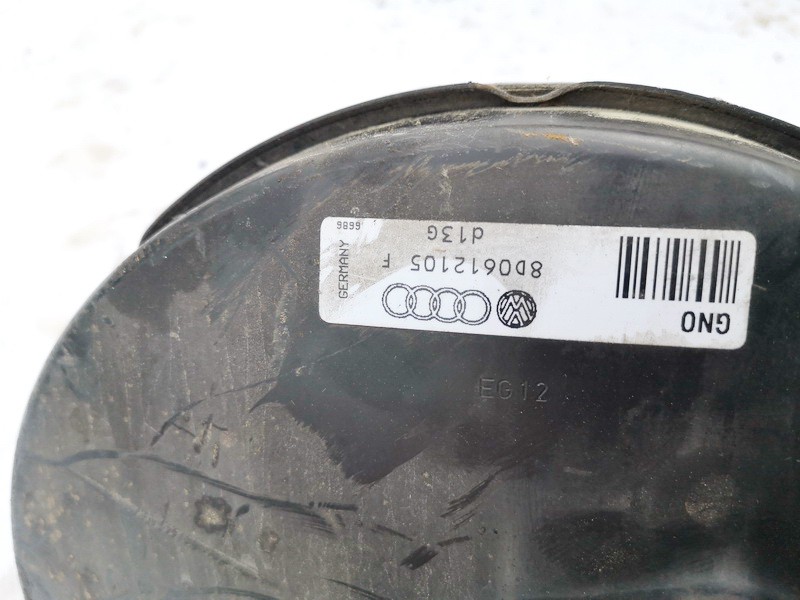 GNO
8D0612105 F
d13G
GERMANY
EG12